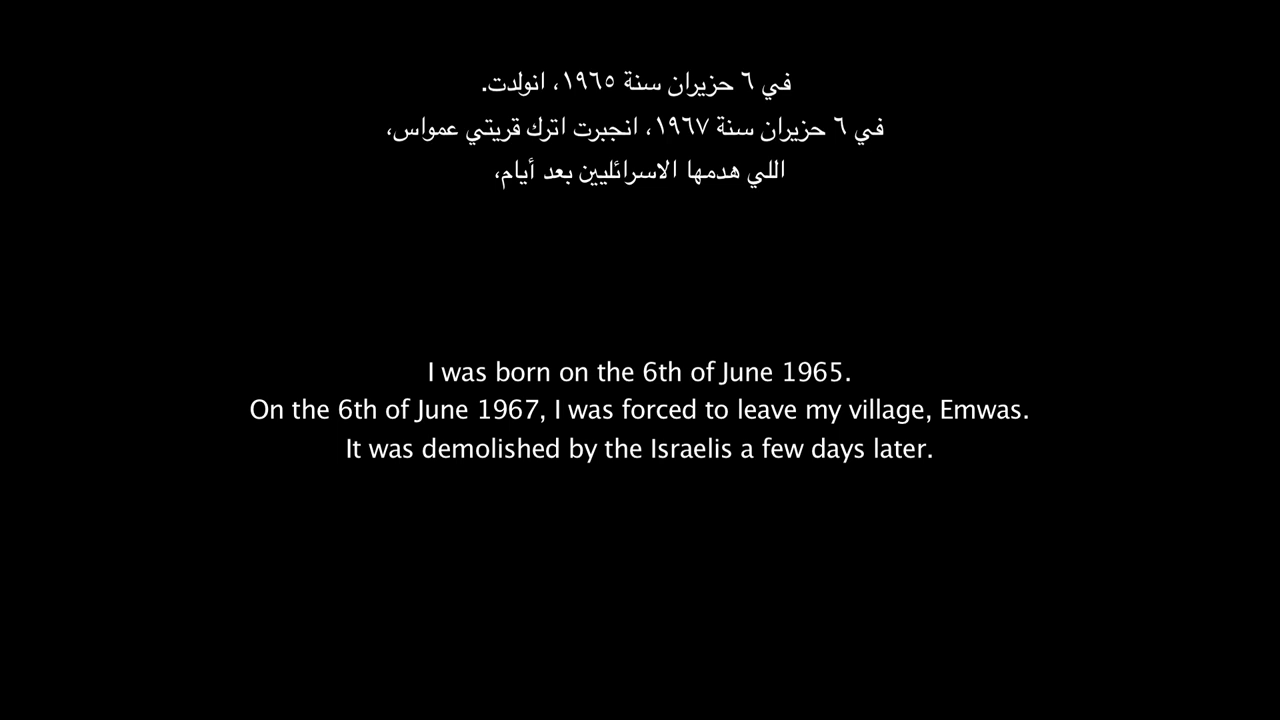 في ٦ حزيران سنة ١٩٦٥، انولدت.
في ٦ حزيران سنة ١٩٦٧، انجبرت اترك قريتي عمواس،
اللي هدمها الاسرائليين بعد أيام،
I was born on the 6th of June 1965.
On the 6th of June 1967, I was forced to leave my village, Emwas.
It was demolished by the Israelis a few days later.